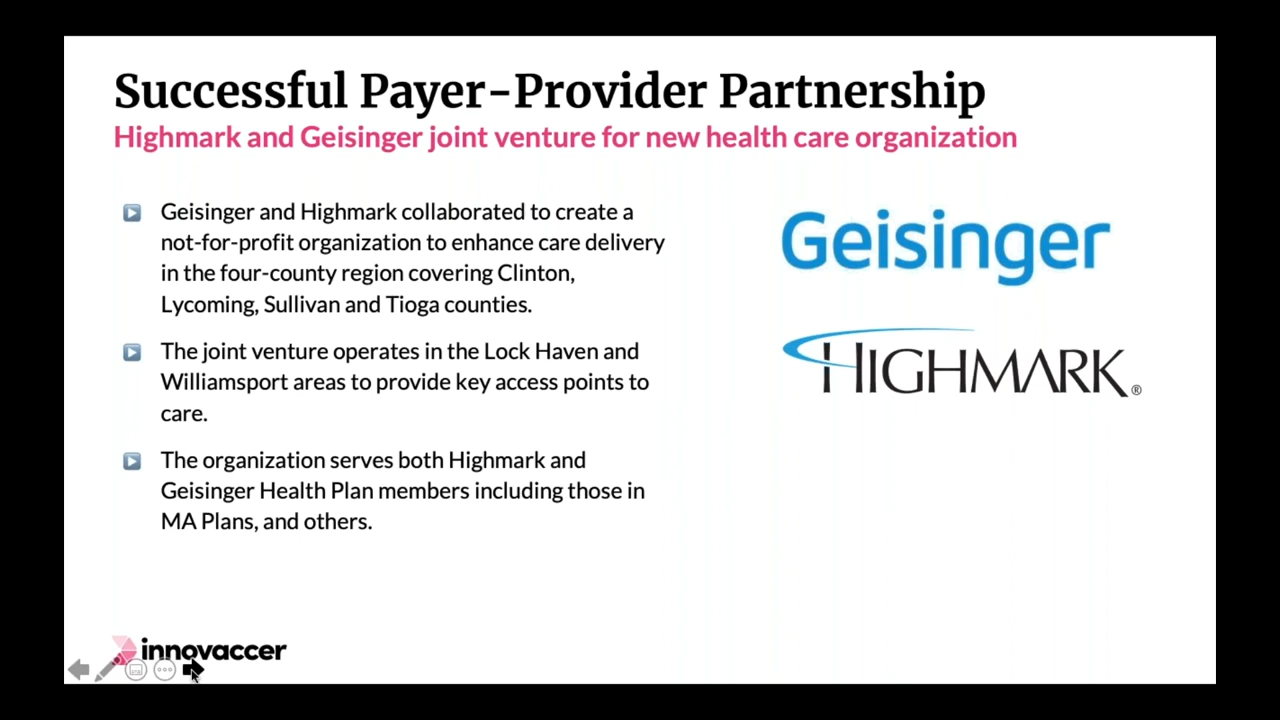 Successful Payer-Provider Partnership
Highmark and Geisinger joint venture for new health care organization
Geisinger and Highmark collaborated to create a
not-for-profit organization to enhance care delivery
in the four-county region covering Clinton,
Lycoming, Sullivan and Tioga counties.
The joint venture operates in the Lock Haven and
Williamsport areas to provide key access points to
care.
The organization serves both Highmark and
Geisinger Health Plan members including those in
MA Plans, and others.
Geisinger
HIGHMARK®
innovaccer